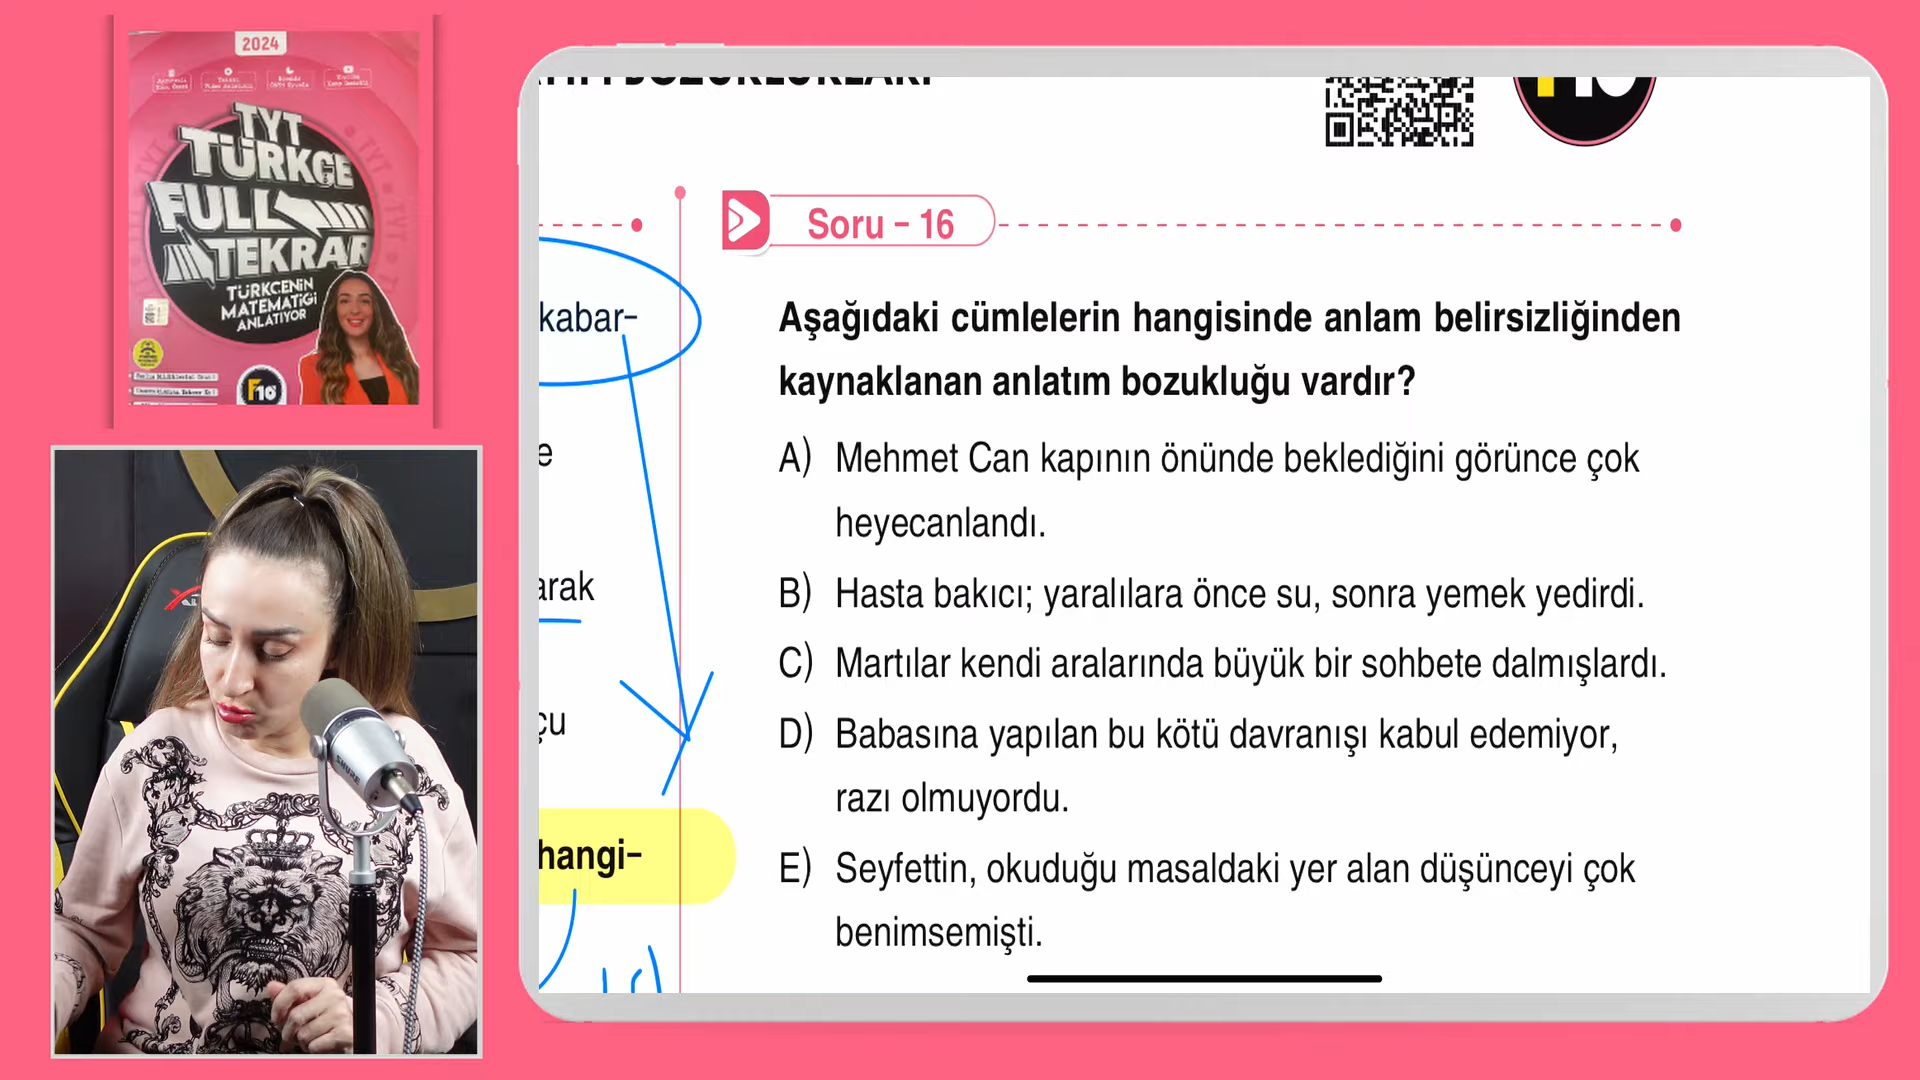 2024
TYT
TÜRKÇE
FULL
TEKRAR
TÜRKCENİN
MATEMATİĞİ
ANLATIYOR
F10
Soru – 16
kabar–
Aşağıdaki cümlelerin hangisinde anlam belirsizliğinden
kaynaklanan anlatım bozukluğu vardır?
e
A) Mehmet Can kapının önünde beklediğini görünce çok
heyecanlandı.
arak
B) Hasta bakıcı; yaralılara önce su, sonra yemek yedirdi.
C) Martılar kendi aralarında büyük bir sohbete dalmışlardı.
çu
D) Babasına yapılan bu kötü davranışı kabul edemiyor,
razı olmuyordu.
hangi–
E) Seyfettin, okuduğu masaldaki yer alan düşünceyi çok
benimsemişti.
SHURE